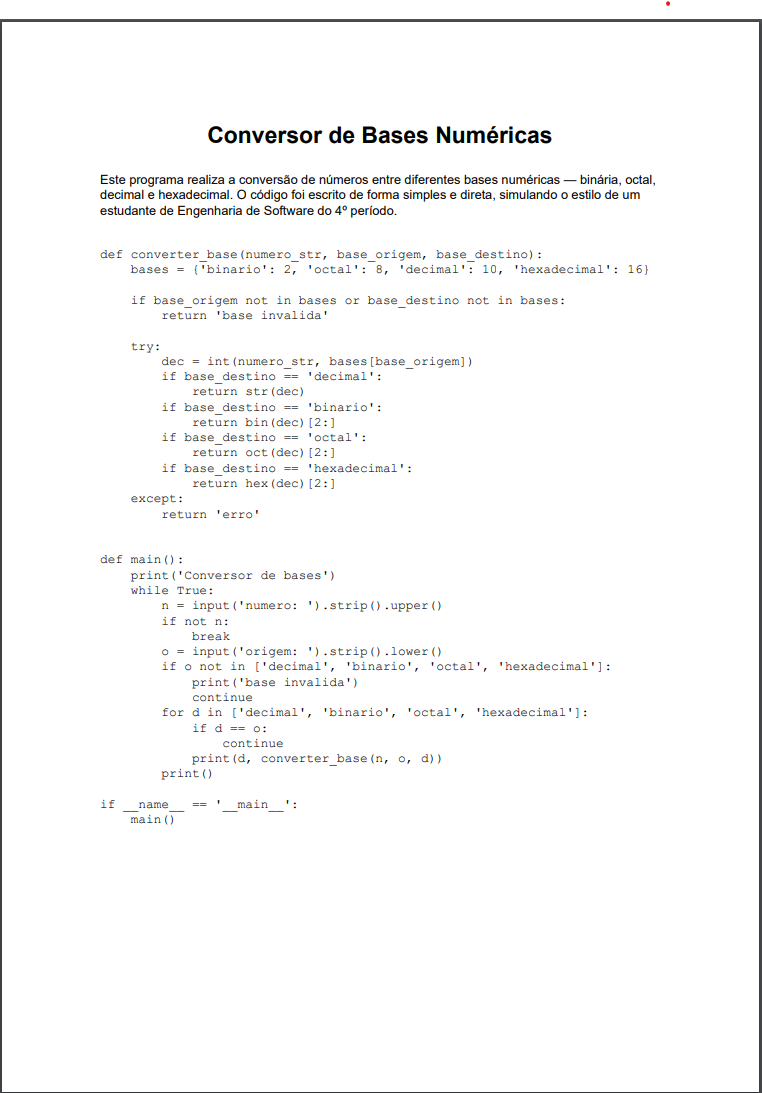 Conversor de Bases Numéricas
Este programa realiza a conversão de números entre diferentes bases numéricas — binária, octal,
decimal e hexadecimal. O código foi escrito de forma simples e direta, simulando o estilo de um
estudante de Engenharia de Software do 4º período.
def converter_base(numero_str, base_origem, base_destino):
    bases = {'binario': 2, 'octal': 8, 'decimal': 10, 'hexadecimal': 16}
    if base_origem not in bases or base_destino not in bases:
        return 'base invalida'
    try:
        dec = int(numero_str, bases[base_origem])
        if base_destino == 'decimal':
            return str(dec)
        if base_destino == 'binario':
            return bin(dec)[2:]
        if base_destino == 'octal':
            return oct(dec)[2:]
        if base_destino == 'hexadecimal':
            return hex(dec)[2:]
    except:
        return 'erro'
def main():
    print('Conversor de bases')
    while True:
        n = input('numero: ').strip().upper()
        if not n:
            break
        o = input('origem: ').strip().lower()
        if o not in ['decimal', 'binario', 'octal', 'hexadecimal']:
            print('base invalida')
            continue
        for d in ['decimal', 'binario', 'octal', 'hexadecimal']:
            if d == o:
                continue
            print(d, converter_base(n, o, d))
        print()
if __name__ == '__main__':
    main()